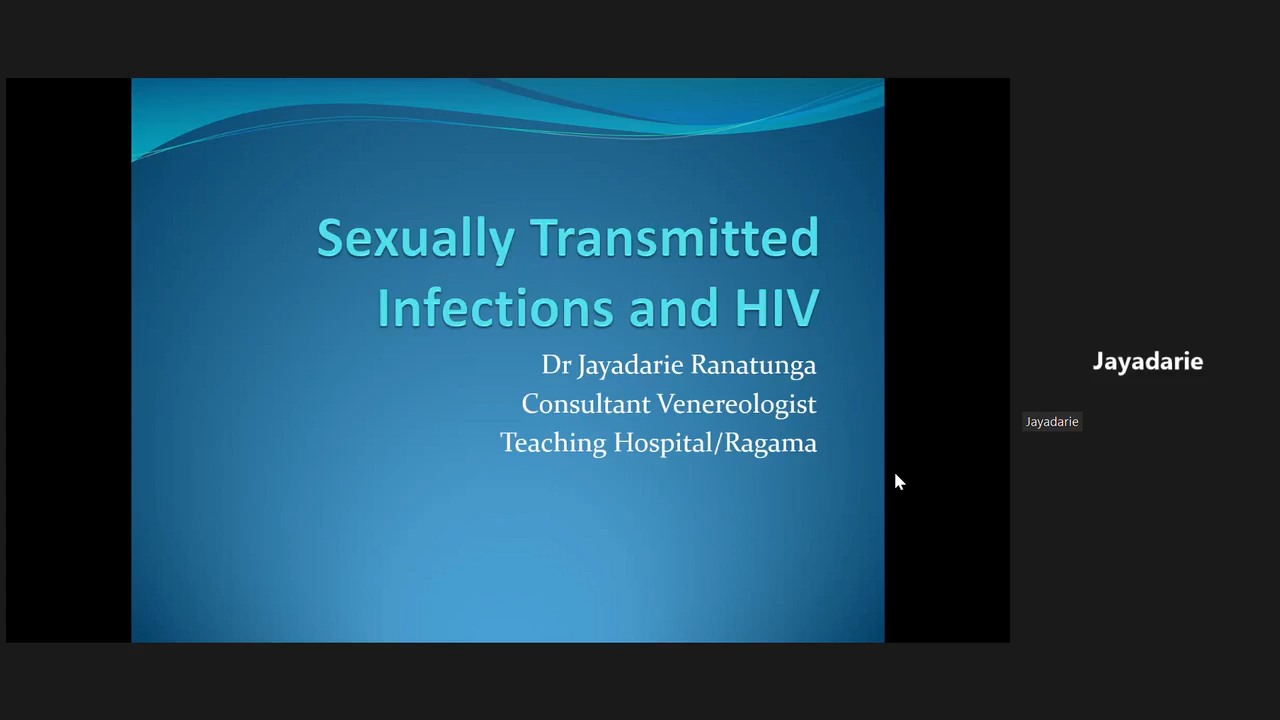 Sexually Transmitted
Infections and HIV
Dr Jayadarie Ranatunga
Consultant Venereologist
Teaching Hospital/Ragama
Jayadarie
Jayadarie